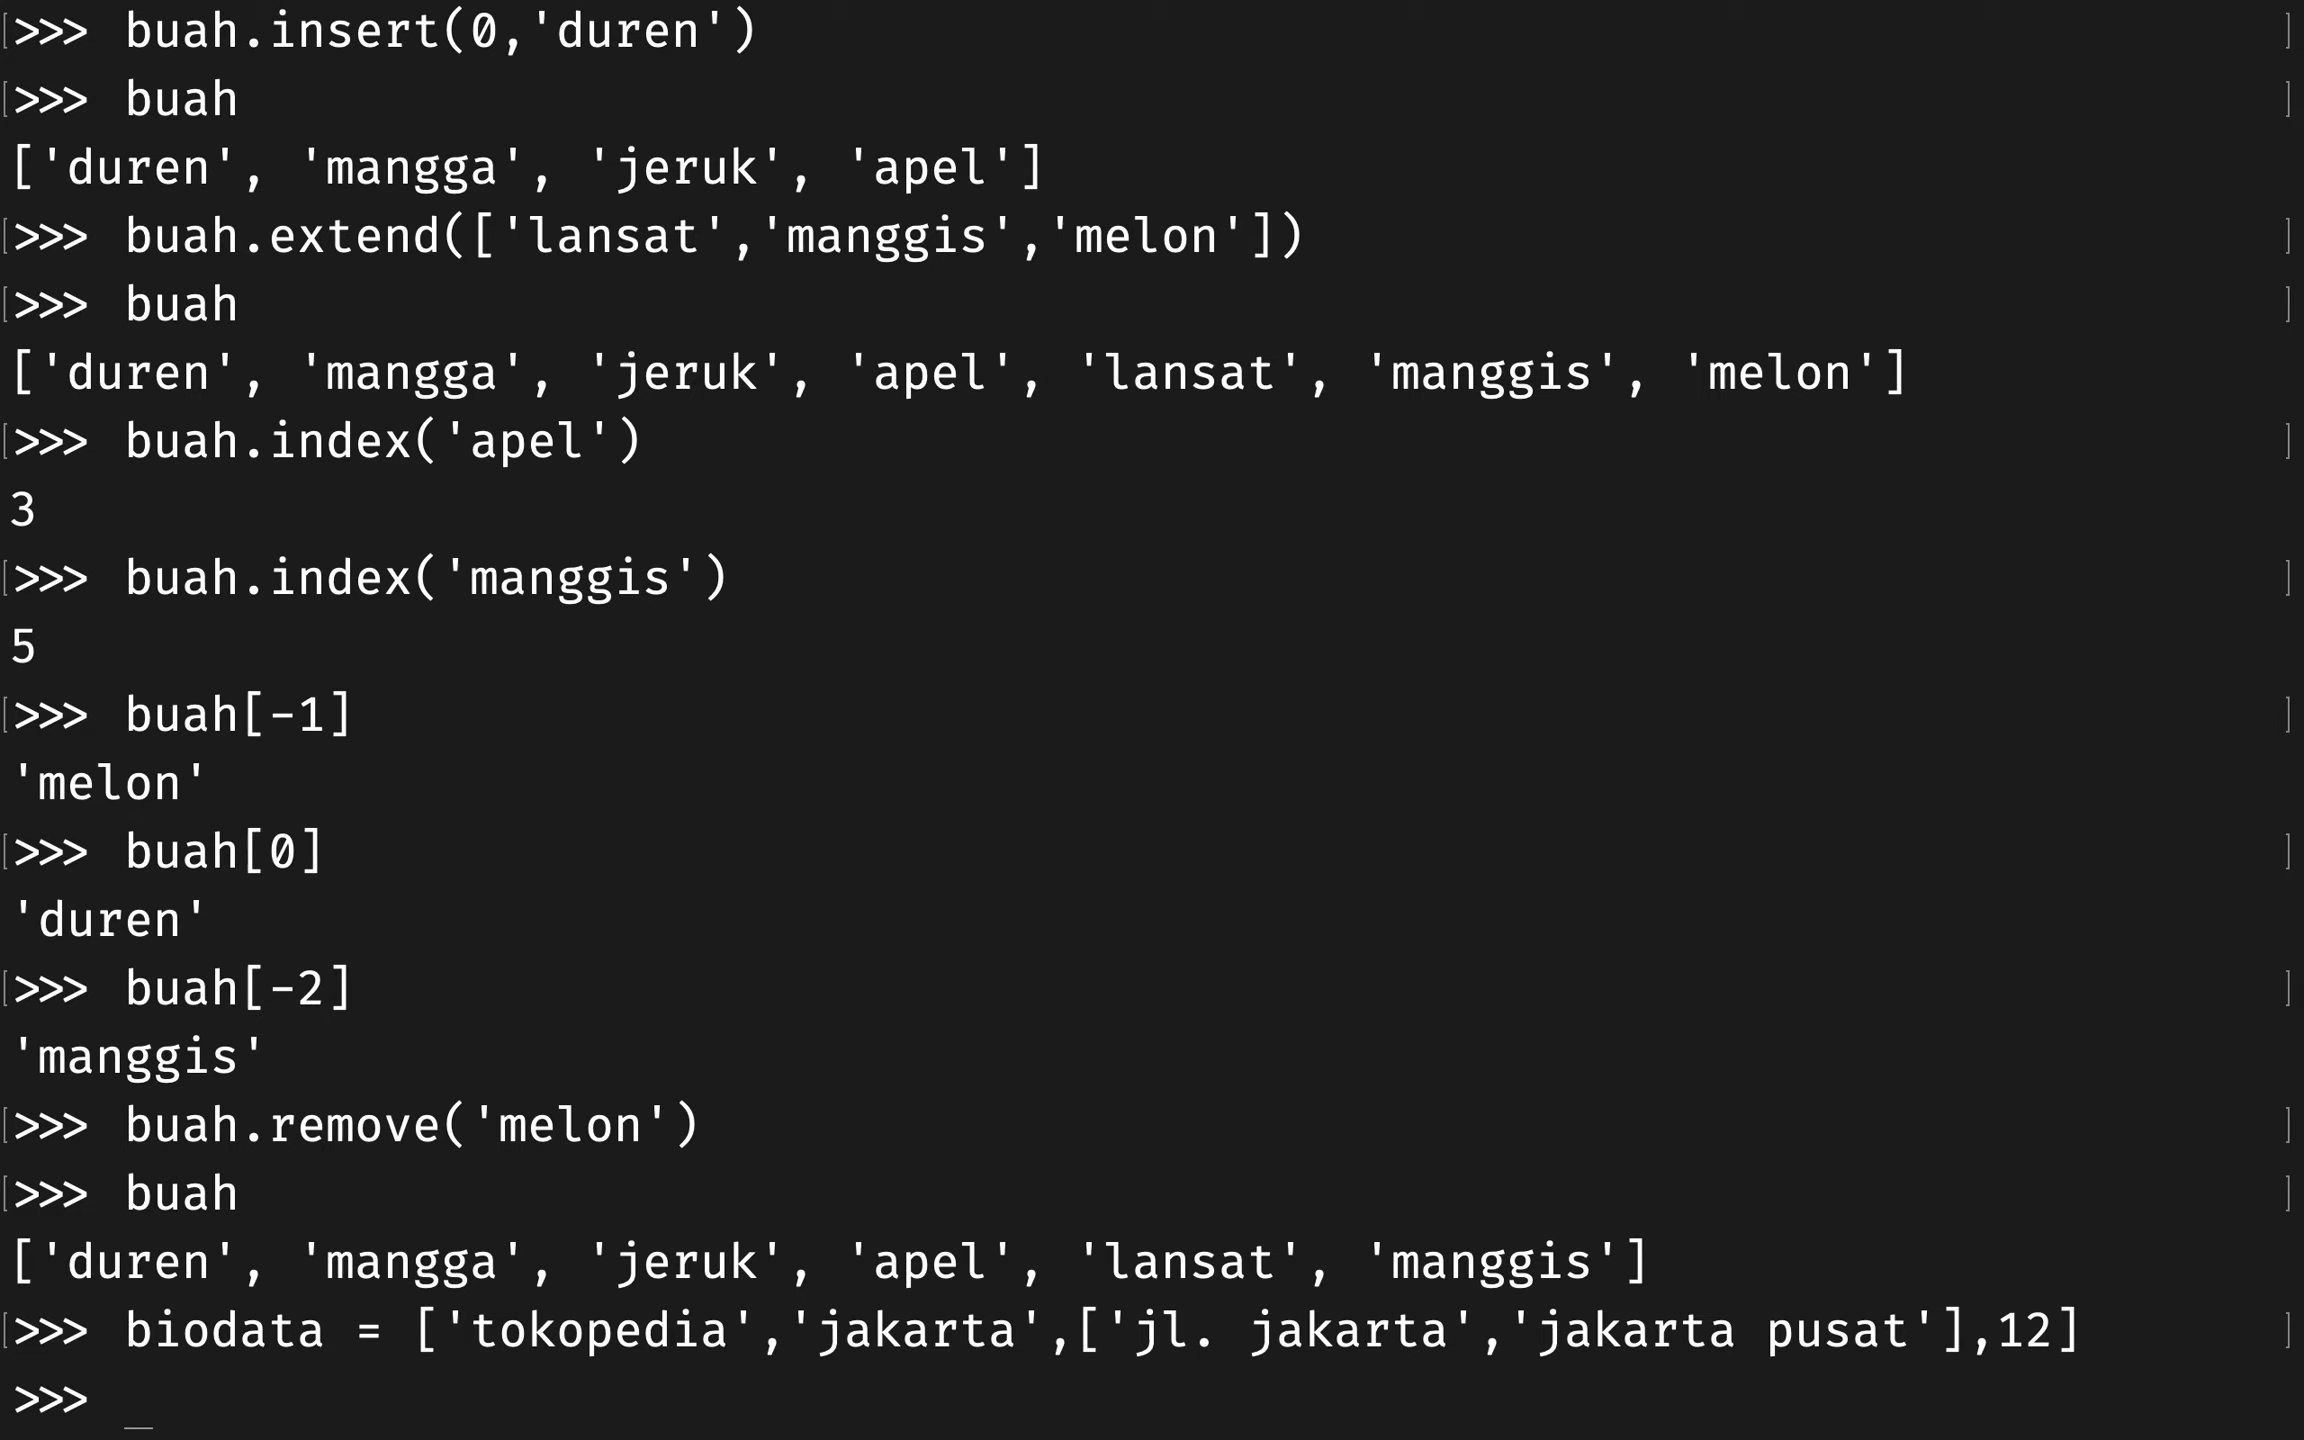 [>>> buah.insert(0,'duren') ]
[>>> buah ]
['duren', 'mangga', 'jeruk', 'apel']
[>>> buah.extend(['lansat','manggis','melon']) ]
[>>> buah ]
['duren', 'mangga', 'jeruk', 'apel', 'lansat', 'manggis', 'melon']
[>>> buah.index('apel') ]
3
[>>> buah.index('manggis') ]
5
[>>> buah[-1] ]
'melon'
[>>> buah[0] ]
'duren'
[>>> buah[-2] ]
'manggis'
[>>> buah.remove('melon') ]
[>>> buah ]
['duren', 'mangga', 'jeruk', 'apel', 'lansat', 'manggis']
[>>> biodata = ['tokopedia','jakarta',['jl. jakarta','jakarta pusat'],12] ]
>>> _